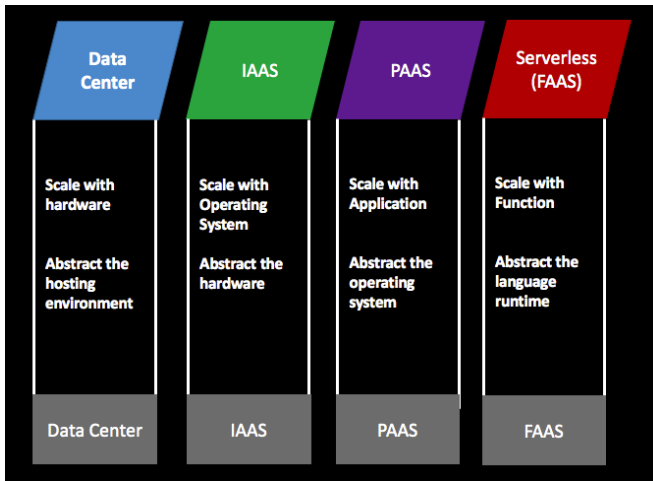 Data
Center
IAAS
PAAS
Serverless
(FAAS)
Scale with
hardware
Abstract the
hosting
environment
Scale with
Operating
System
Abstract the
hardware
Scale with
Application
Abstract the
operating
system
Scale with
Function
Abstract the
language
runtime
Data Center
IAAS
PAAS
FAAS